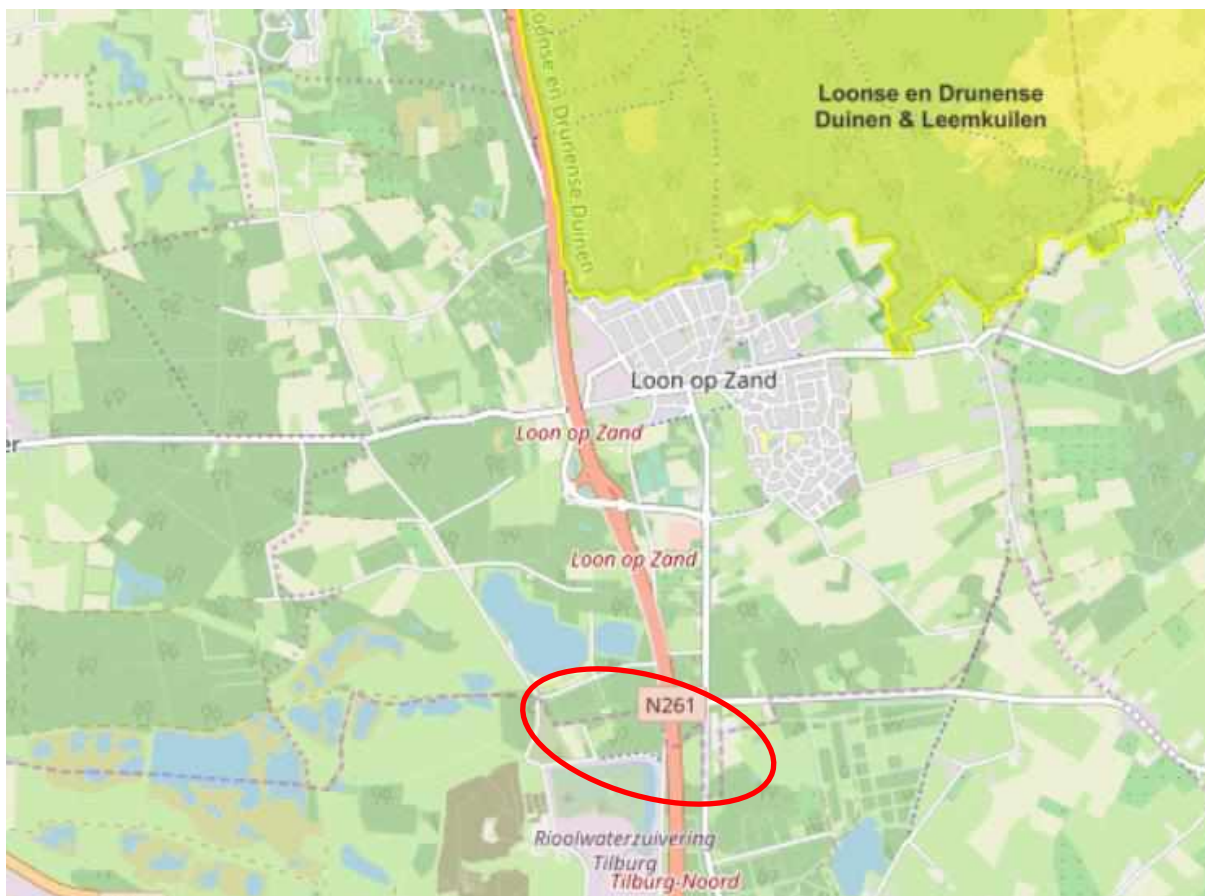 Loonse en Drunense Duinen
Loonse en Drunense
Duinen & Leemkuilen
Loon op Zand
Loon op Zand
er
Loon op Zand
N261
Rioolwaterzuivering
Tilburg
Tilburg-Noord